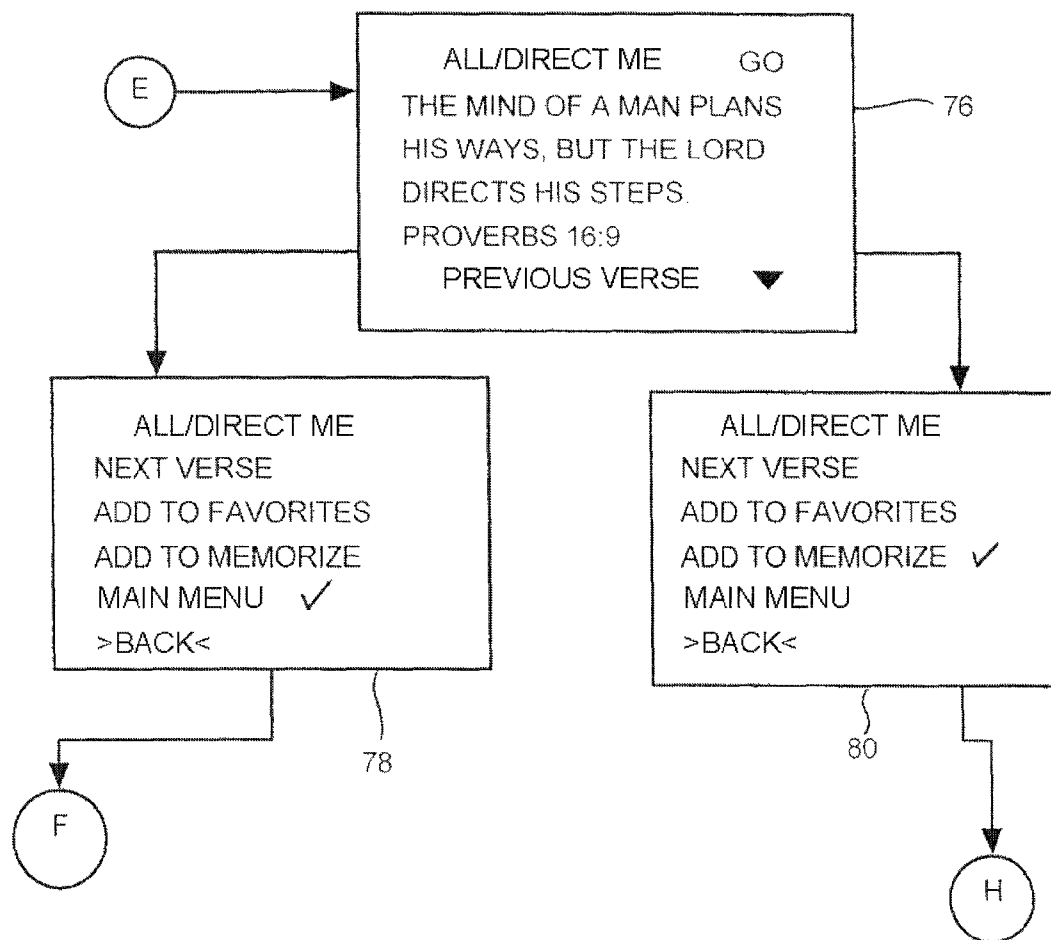 E
ALL/DIRECT ME GO
THE MIND OF A MAN PLANS
HIS WAYS, BUT THE LORD
DIRECTS HIS STEPS.
PROVERBS 16:9
PREVIOUS VERSE ▼
76
ALL/DIRECT ME
NEXT VERSE
ADD TO FAVORITES
ADD TO MEMORIZE
MAIN MENU ✓
>BACK<
78
F
ALL/DIRECT ME
NEXT VERSE
ADD TO FAVORITES
ADD TO MEMORIZE ✓
MAIN MENU
>BACK<
80
H